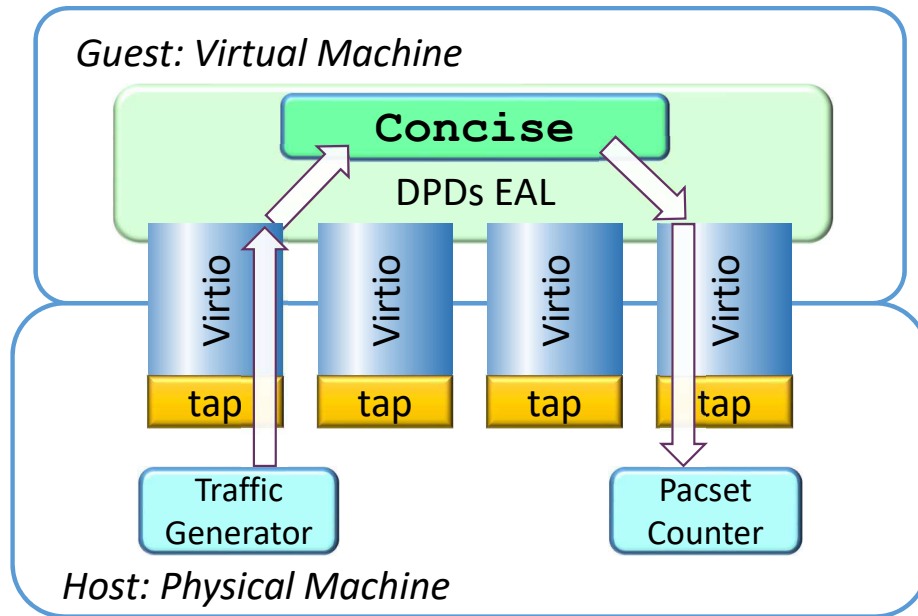 Guest: Virtual Machine
Concise
DPDs EAL
Virtio
Virtio
Virtio
Virtio
tap
tap
tap
tap
Traffic
Generator
Pacset
Counter
Host: Physical Machine